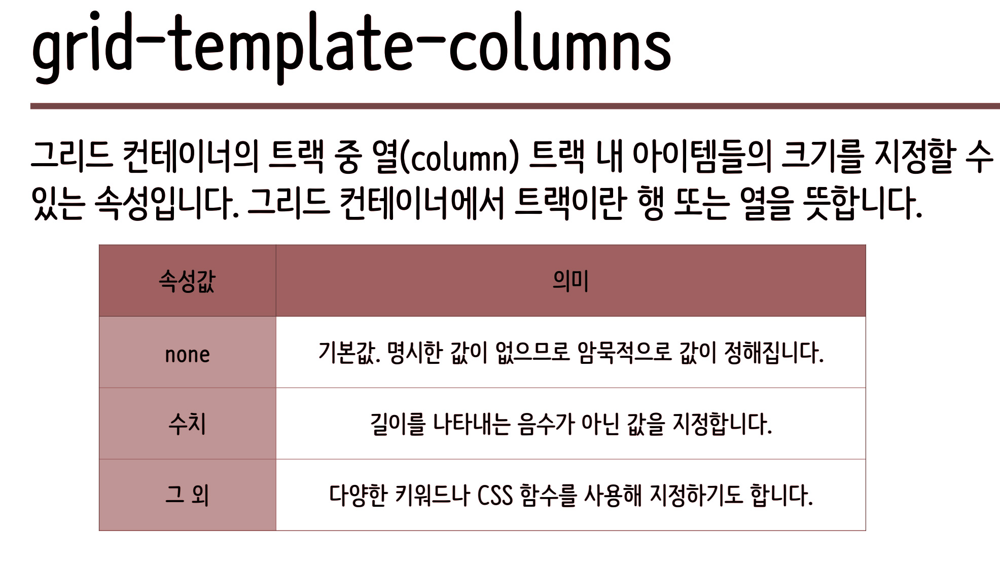 grid-template-columns
그리드 컨테이너의 트랙 중 열(column) 트랙 내 아이템들의 크기를 지정할 수
있는 속성입니다. 그리드 컨테이너에서 트랙이란 행 또는 열을 뜻합니다.
속성값 의미
none 기본값. 명시한 값이 없으므로 암묵적으로 값이 정해집니다.
수치 길이를 나타내는 음수가 아닌 값을 지정합니다.
그 외 다양한 키워드나 CSS 함수를 사용해 지정하기도 합니다.